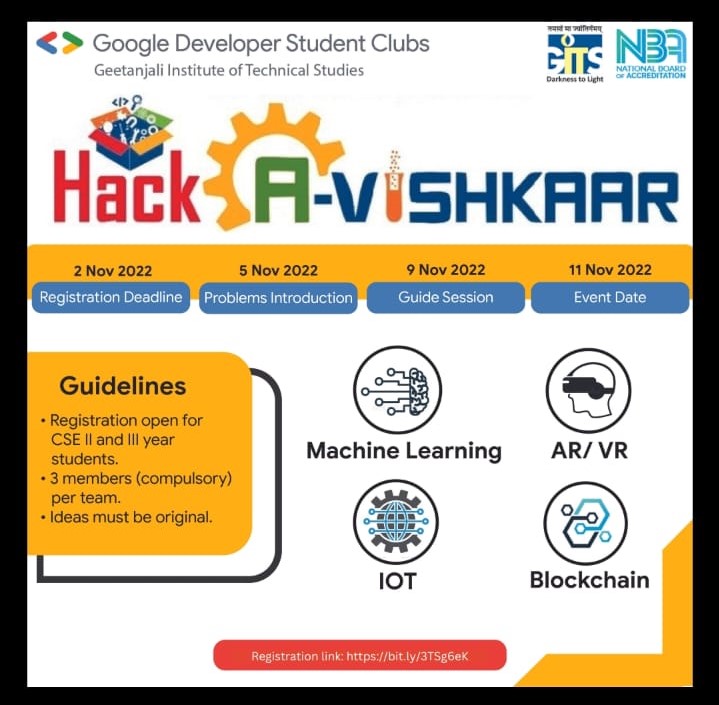 Google Developer Student Clubs
Geetanjali Institute of Technical Studies
GITS
Darkness to Light
NBA
NATIONAL BOARD
of ACCREDITATION
</>
Hack A-VISHKAAR
2 Nov 2022
Registration Deadline
5 Nov 2022
Problems Introduction
9 Nov 2022
Guide Session
11 Nov 2022
Event Date
Guidelines
• Registration open for
CSE II and III year
students.
• 3 members (compulsory)
per team.
• Ideas must be original.
Machine Learning
AR/ VR
IOT
Blockchain
Registration link: https://bit.ly/3TSg6eK